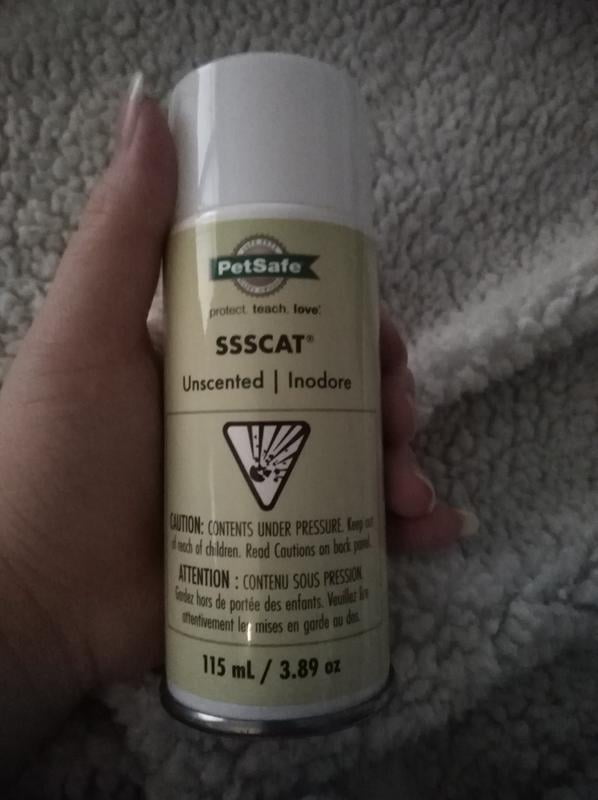 PetSafe
protect. teach. love.
SSSCAT®
Unscented | Inodore
CAUTION: CONTENTS UNDER PRESSURE. Keep out
of reach of children. Read Cautions on back panel.
ATTENTION : CONTENU SOUS PRESSION.
Gardez hors de portée des enfants. Veuillez lire
attentivement les mises en garde au dos.
115 mL / 3.89 oz